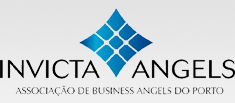 INVICTA ANGELS
ASSOCIAÇÃO DE BUSINESS ANGELS DO PORTO